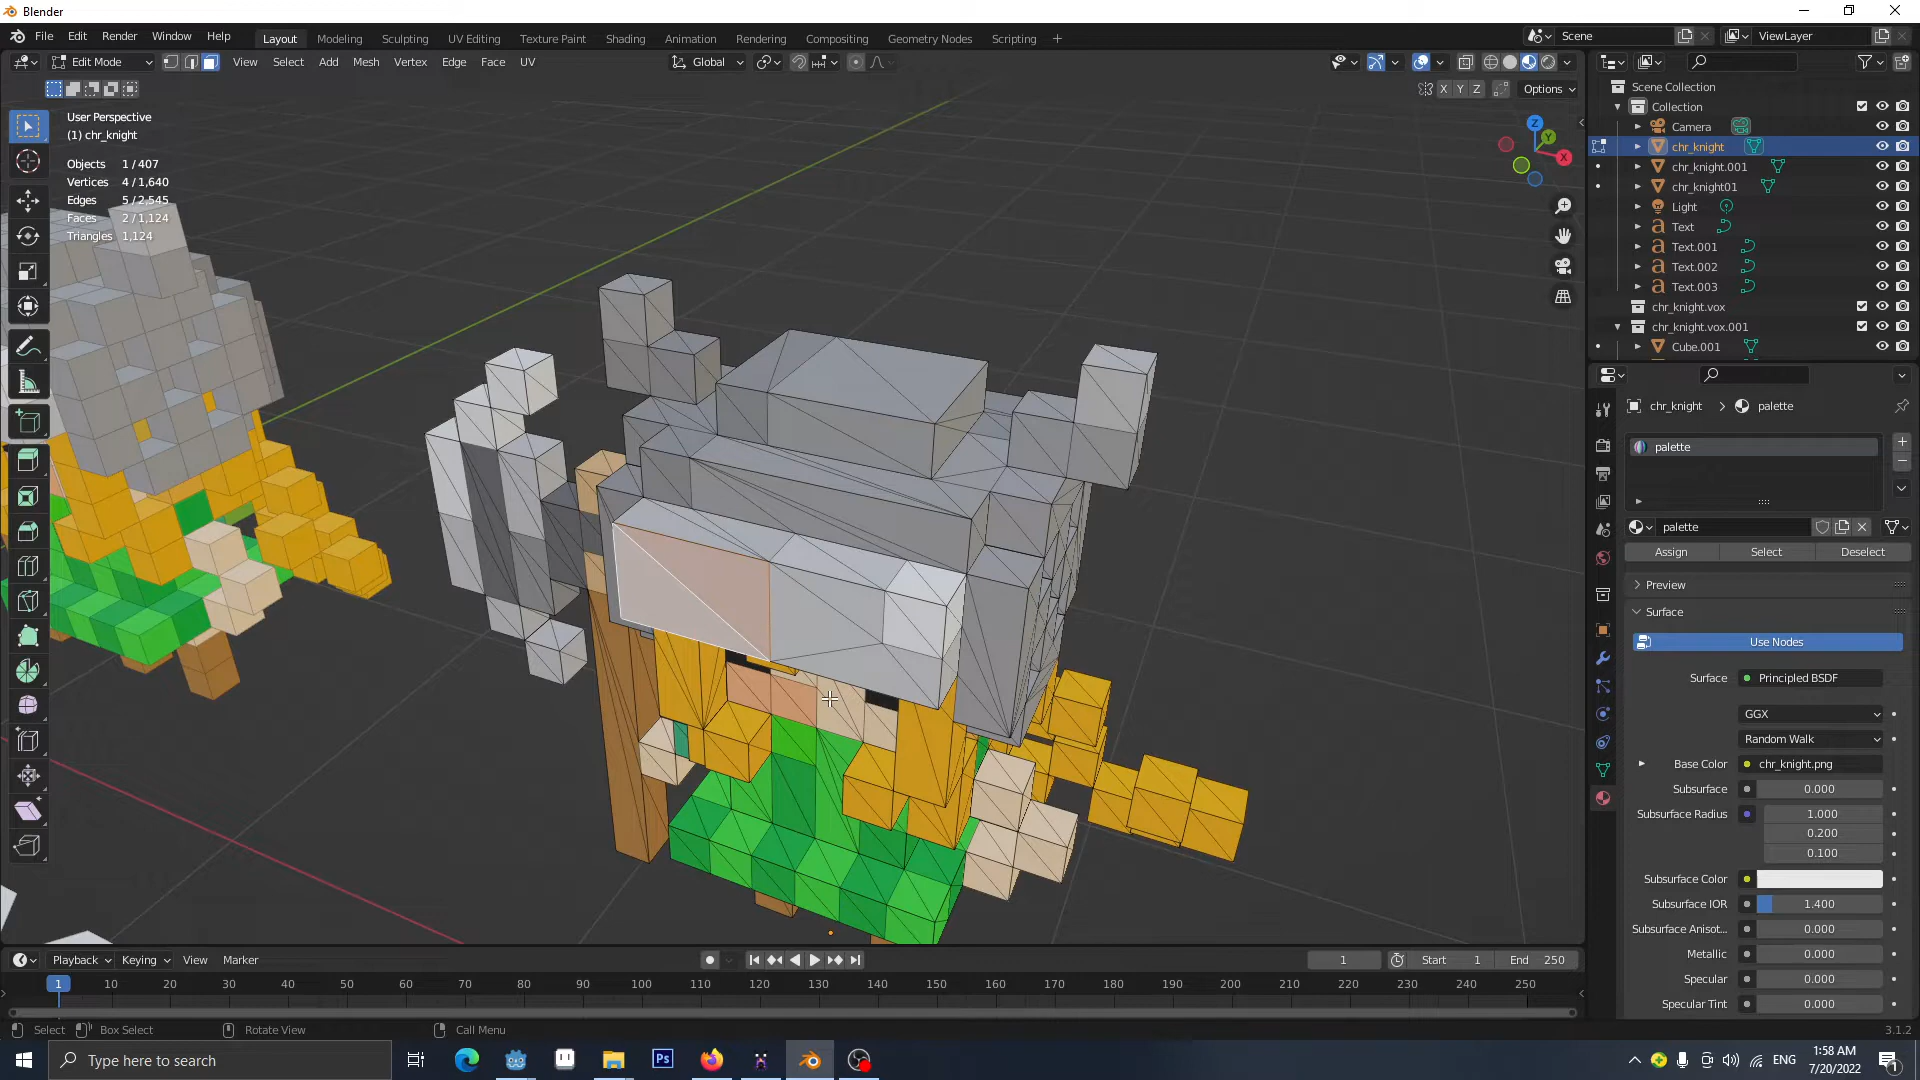 Blender
File Edit Render Window Help
Layout Modeling Sculpting UV Editing Texture Paint Shading Animation Rendering Compositing Geometry Nodes Scripting +
Scene
ViewLayer
Edit Mode
View Select Add Mesh Vertex Edge Face UV
Global
X Y Z
Options
User Perspective
(1) chr_knight
Objects 1 / 407
Vertices 4 / 1,640
Edges 5 / 2,545
Faces 2 / 1,124
Triangles 1,124
Z
Y
X
Scene Collection
Collection
Camera
chr_knight
chr_knight.001
chr_knight01
Light
Text
Text.001
Text.002
Text.003
chr_knight.vox
chr_knight.vox.001
Cube.001
chr_knight > palette
palette
palette
Assign Select Deselect
Preview
Surface
Use Nodes
Surface Principled BSDF
GGX
Random Walk
Base Color chr_knight.png
Subsurface 0.000
Subsurface Radius 1.000
0.200
0.100
Subsurface Color
Subsurface IOR 1.400
Subsurface Anisot... 0.000
Metallic 0.000
Specular 0.000
Specular Tint 0.000
Playback Keying View Marker
1 Start 1 End 250
1 10 20 30 40 50 60 70 80 90 100 110 120 130 140 150 160 170 180 190 200 210 220 230 240 250
Select Box Select Rotate View Call Menu
3.1.2
Type here to search
Ps
ENG
1:58 AM
7/20/2022
1